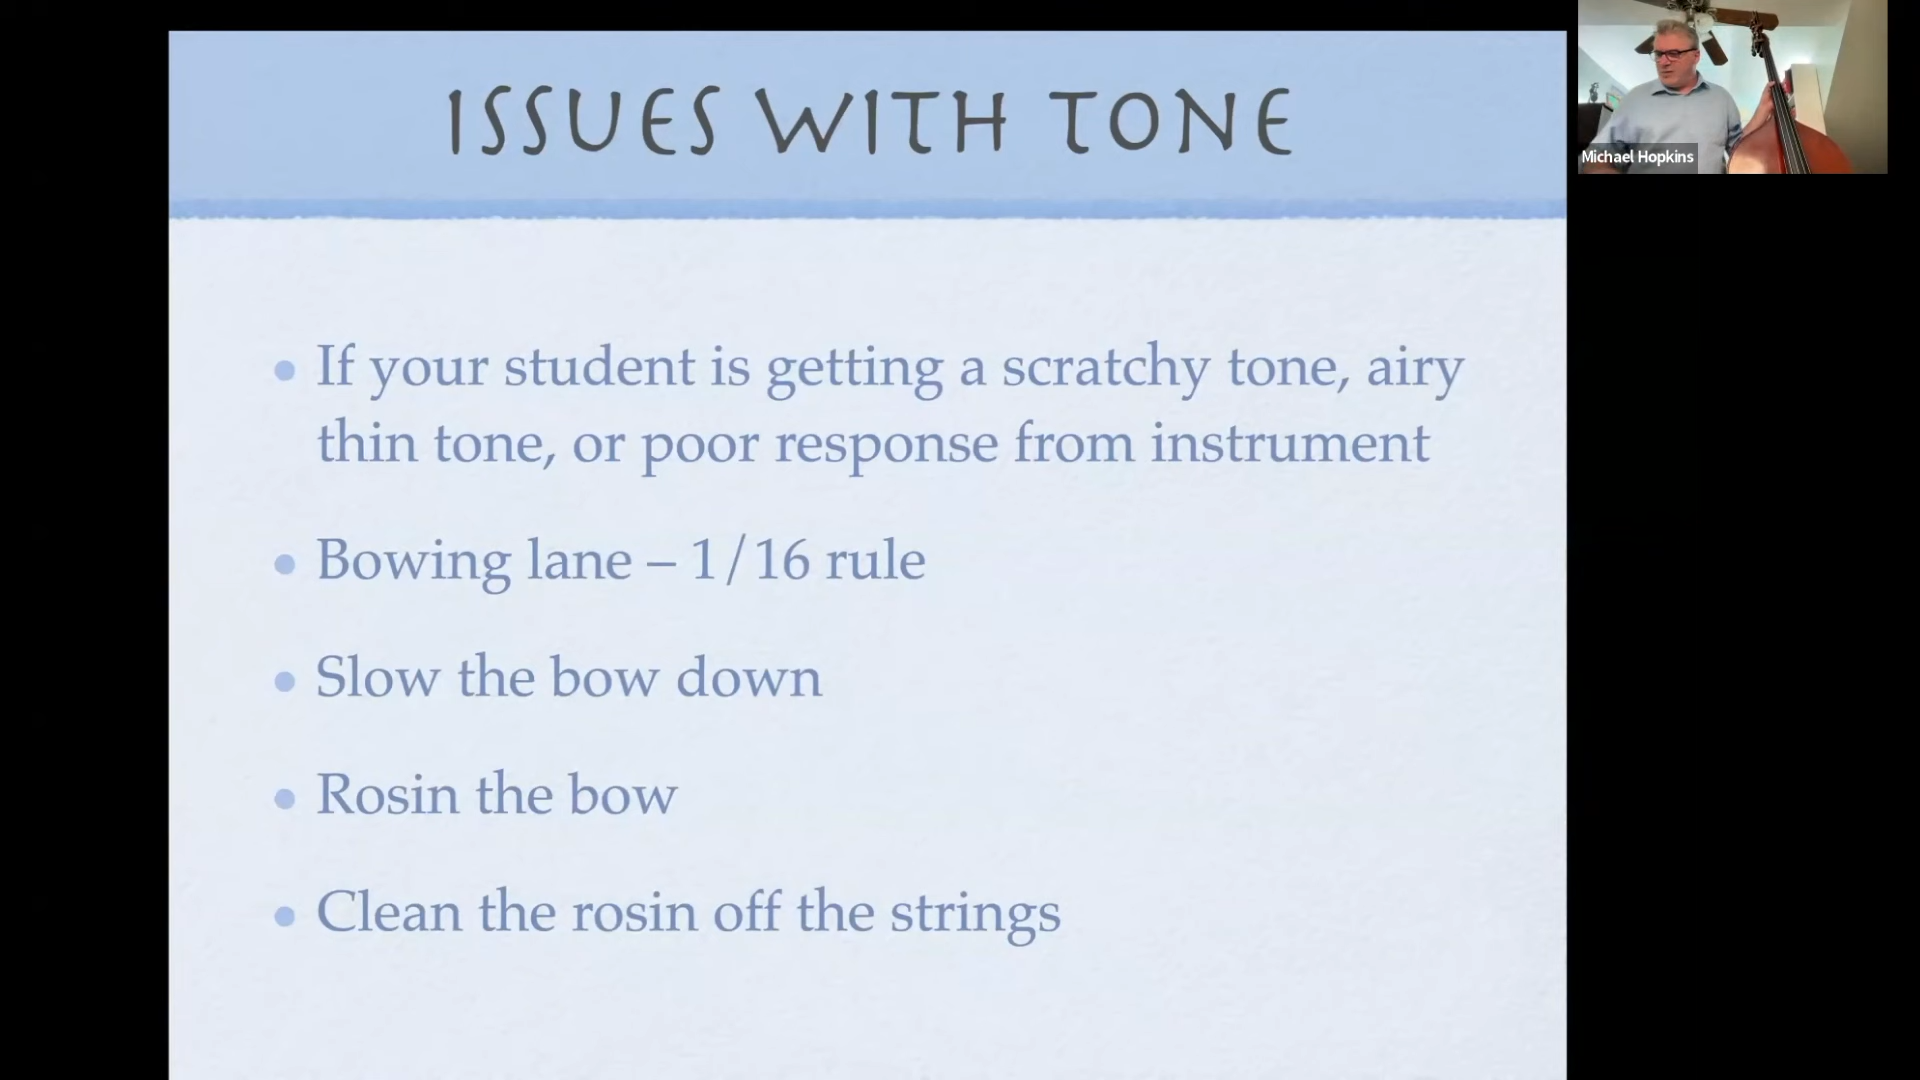 ISSUES WITH TONE
Michael Hopkins
• If your student is getting a scratchy tone, airy
thin tone, or poor response from instrument
• Bowing lane – 1/16 rule
• Slow the bow down
• Rosin the bow
• Clean the rosin off the strings